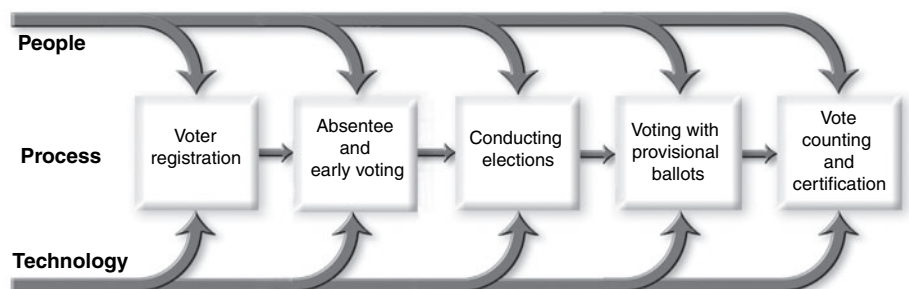 People
Process
Voter
registration
Absentee
and
early voting
Conducting
elections
Voting with
provisional
ballots
Vote
counting
and
certification
Technology